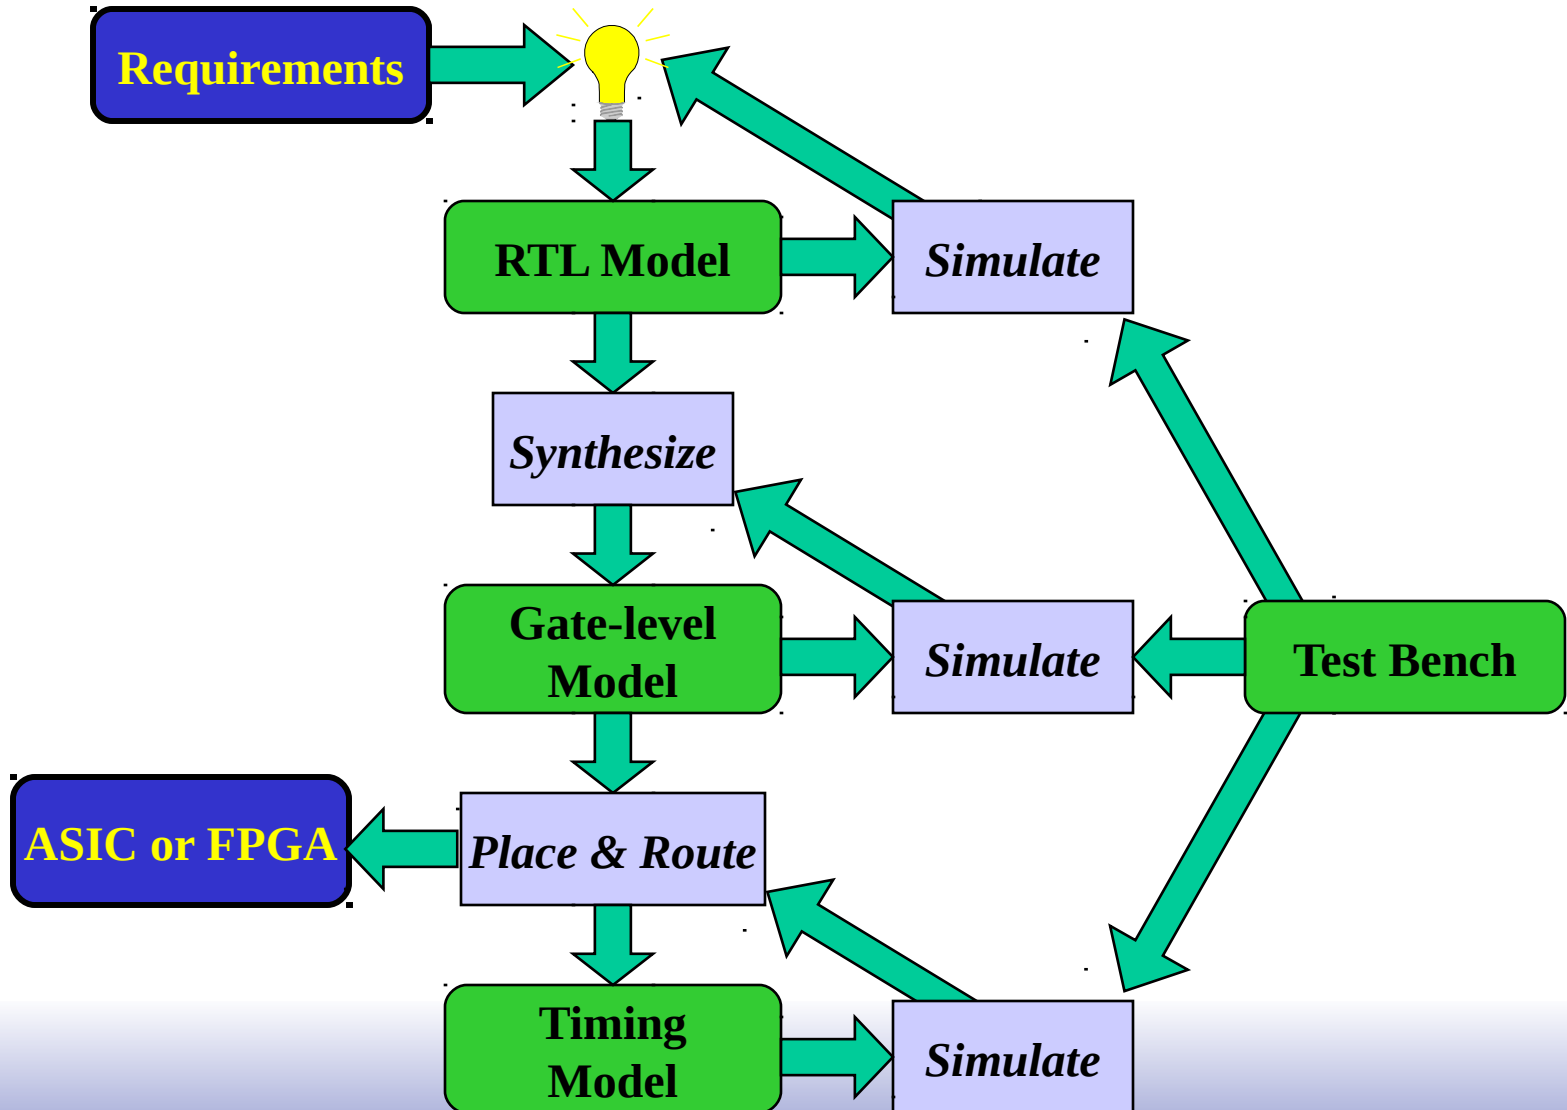 Requirements
RTL Model
Simulate
Synthesize
Gate-level
Model
Simulate
Test Bench
ASIC or FPGA
Place & Route
Timing
Model
Simulate